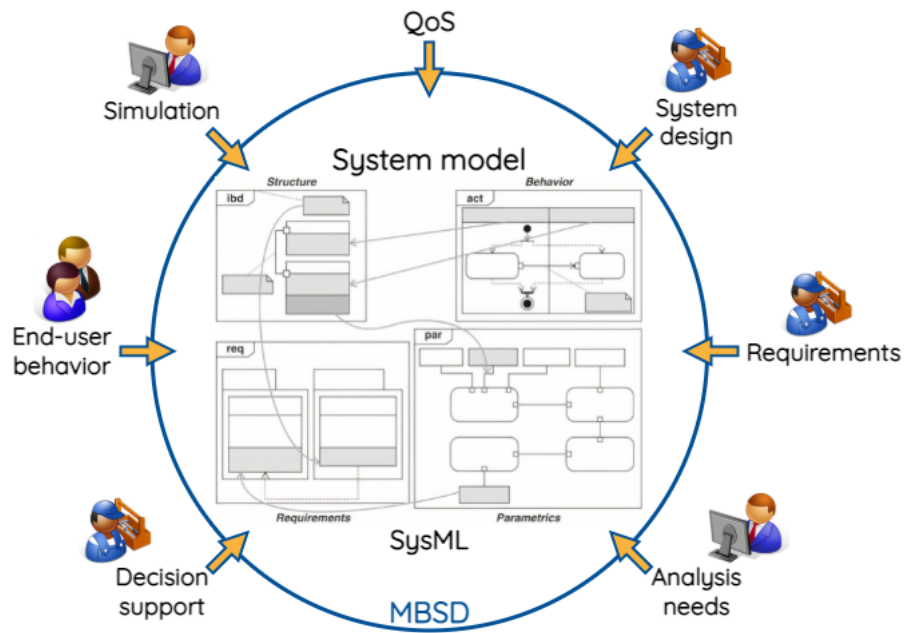 QoS
Simulation
System
design
System model
Structure
Behavior
ibd
act
End-user
behavior
req
par
Requirements
Requirements
Parametrics
SysML
Decision
support
Analysis
needs
MBSD